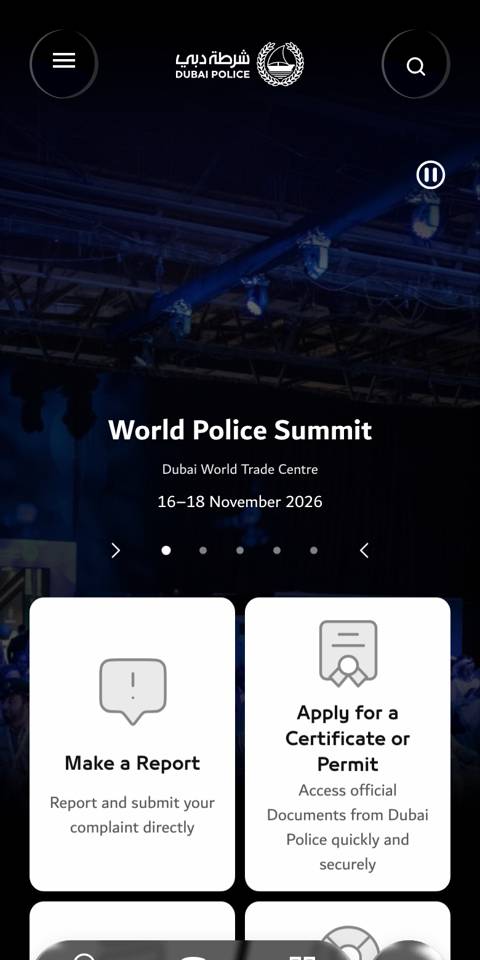 شرطة دبي
DUBAI POLICE
World Police Summit
Dubai World Trade Centre
16–18 November 2026
Make a Report
Report and submit your
complaint directly
Apply for a
Certificate or
Permit
Access official
Documents from Dubai
Police quickly and
securely